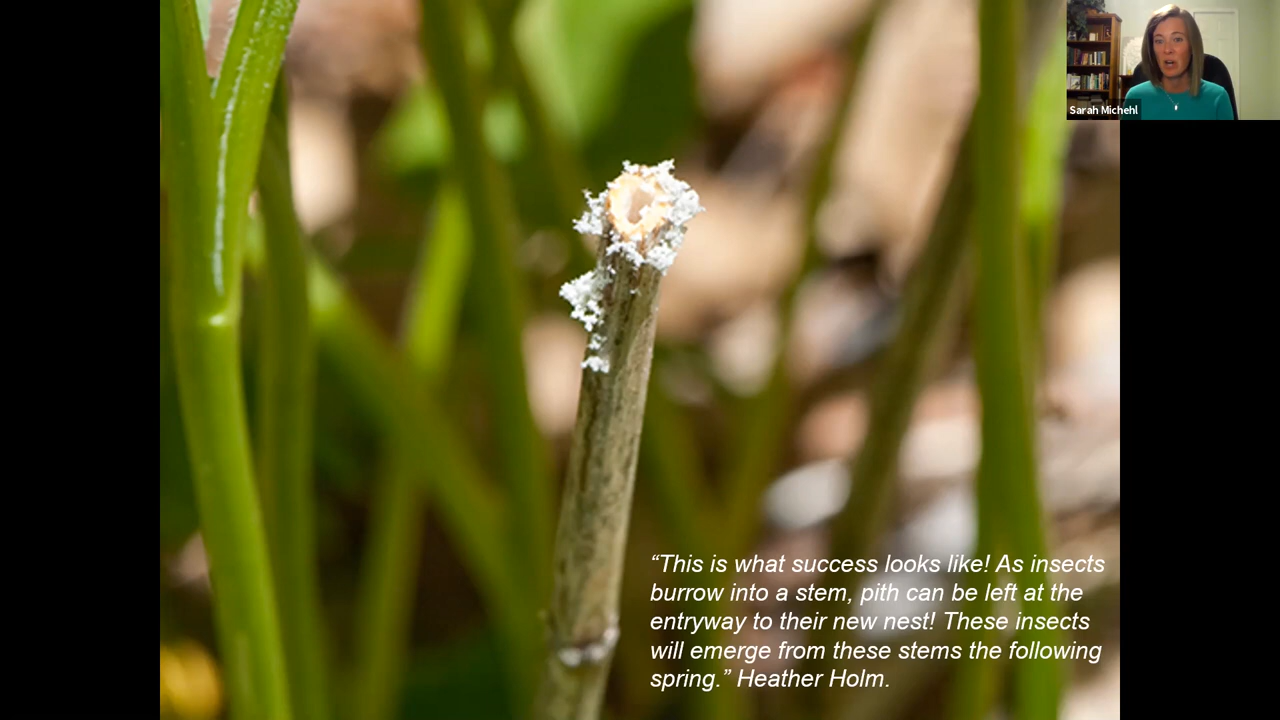 Sarah Michehl
“This is what success looks like! As insects
burrow into a stem, pith can be left at the
entryway to their new nest! These insects
will emerge from these stems the following
spring.” Heather Holm.